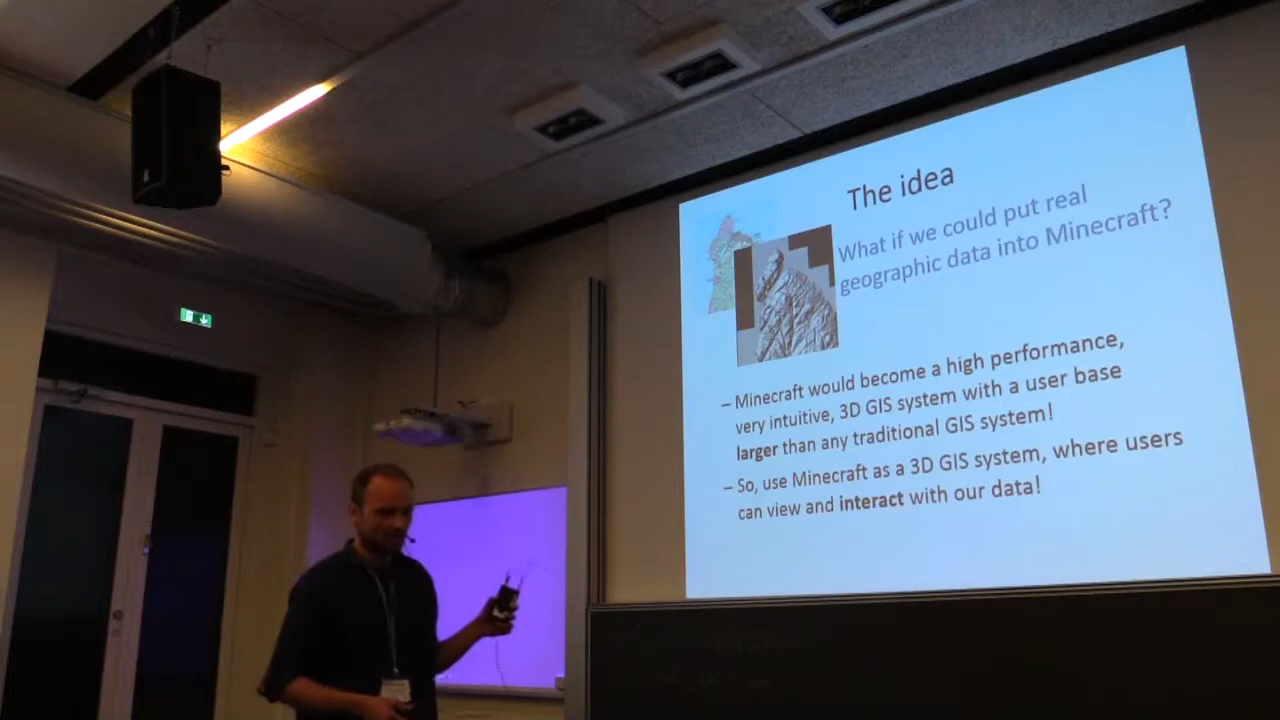 The idea
What if we could put real
geographic data into Minecraft?
– Minecraft would become a high performance,
very intuitive, 3D GIS system with a user base
larger than any traditional GIS system!
– So, use Minecraft as a 3D GIS system, where users
can view and interact with our data!